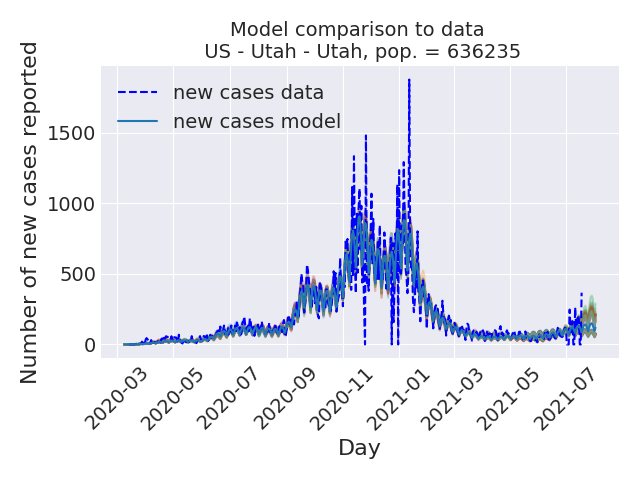 Model comparison to data
US - Utah - Utah, pop. = 636235
Number of new cases reported
new cases data
new cases model
1500
1000
500
0
2020-03
2020-05
2020-07
2020-09
2020-11
2021-01
2021-03
2021-05
2021-07
Day